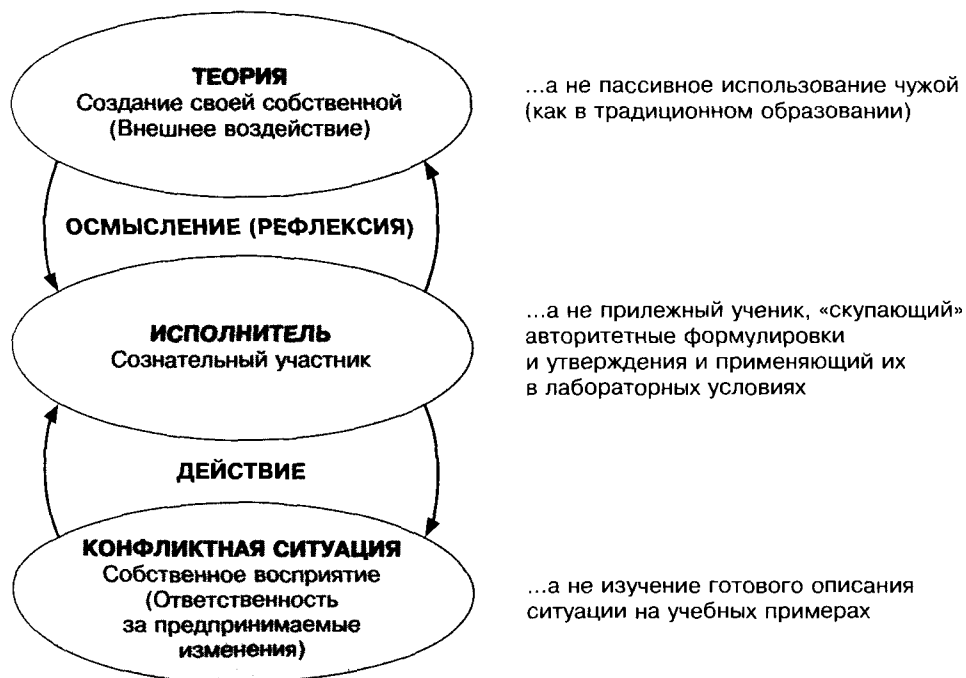 ТЕОРИЯ
Создание своей собственной
(Внешнее воздействие)
...а не пассивное использование чужой
(как в традиционном образовании)
ОСМЫСЛЕНИЕ (РЕФЛЕКСИЯ)
ИСПОЛНИТЕЛЬ
Сознательный участник
...а не прилежный ученик, «скупающий»
авторитетные формулировки
и утверждения и применяющий их
в лабораторных условиях
ДЕЙСТВИЕ
КОНФЛИКТНАЯ СИТУАЦИЯ
Собственное восприятие
(Ответственность
за предпринимаемые
изменения)
...а не изучение готового описания
ситуации на учебных примерах